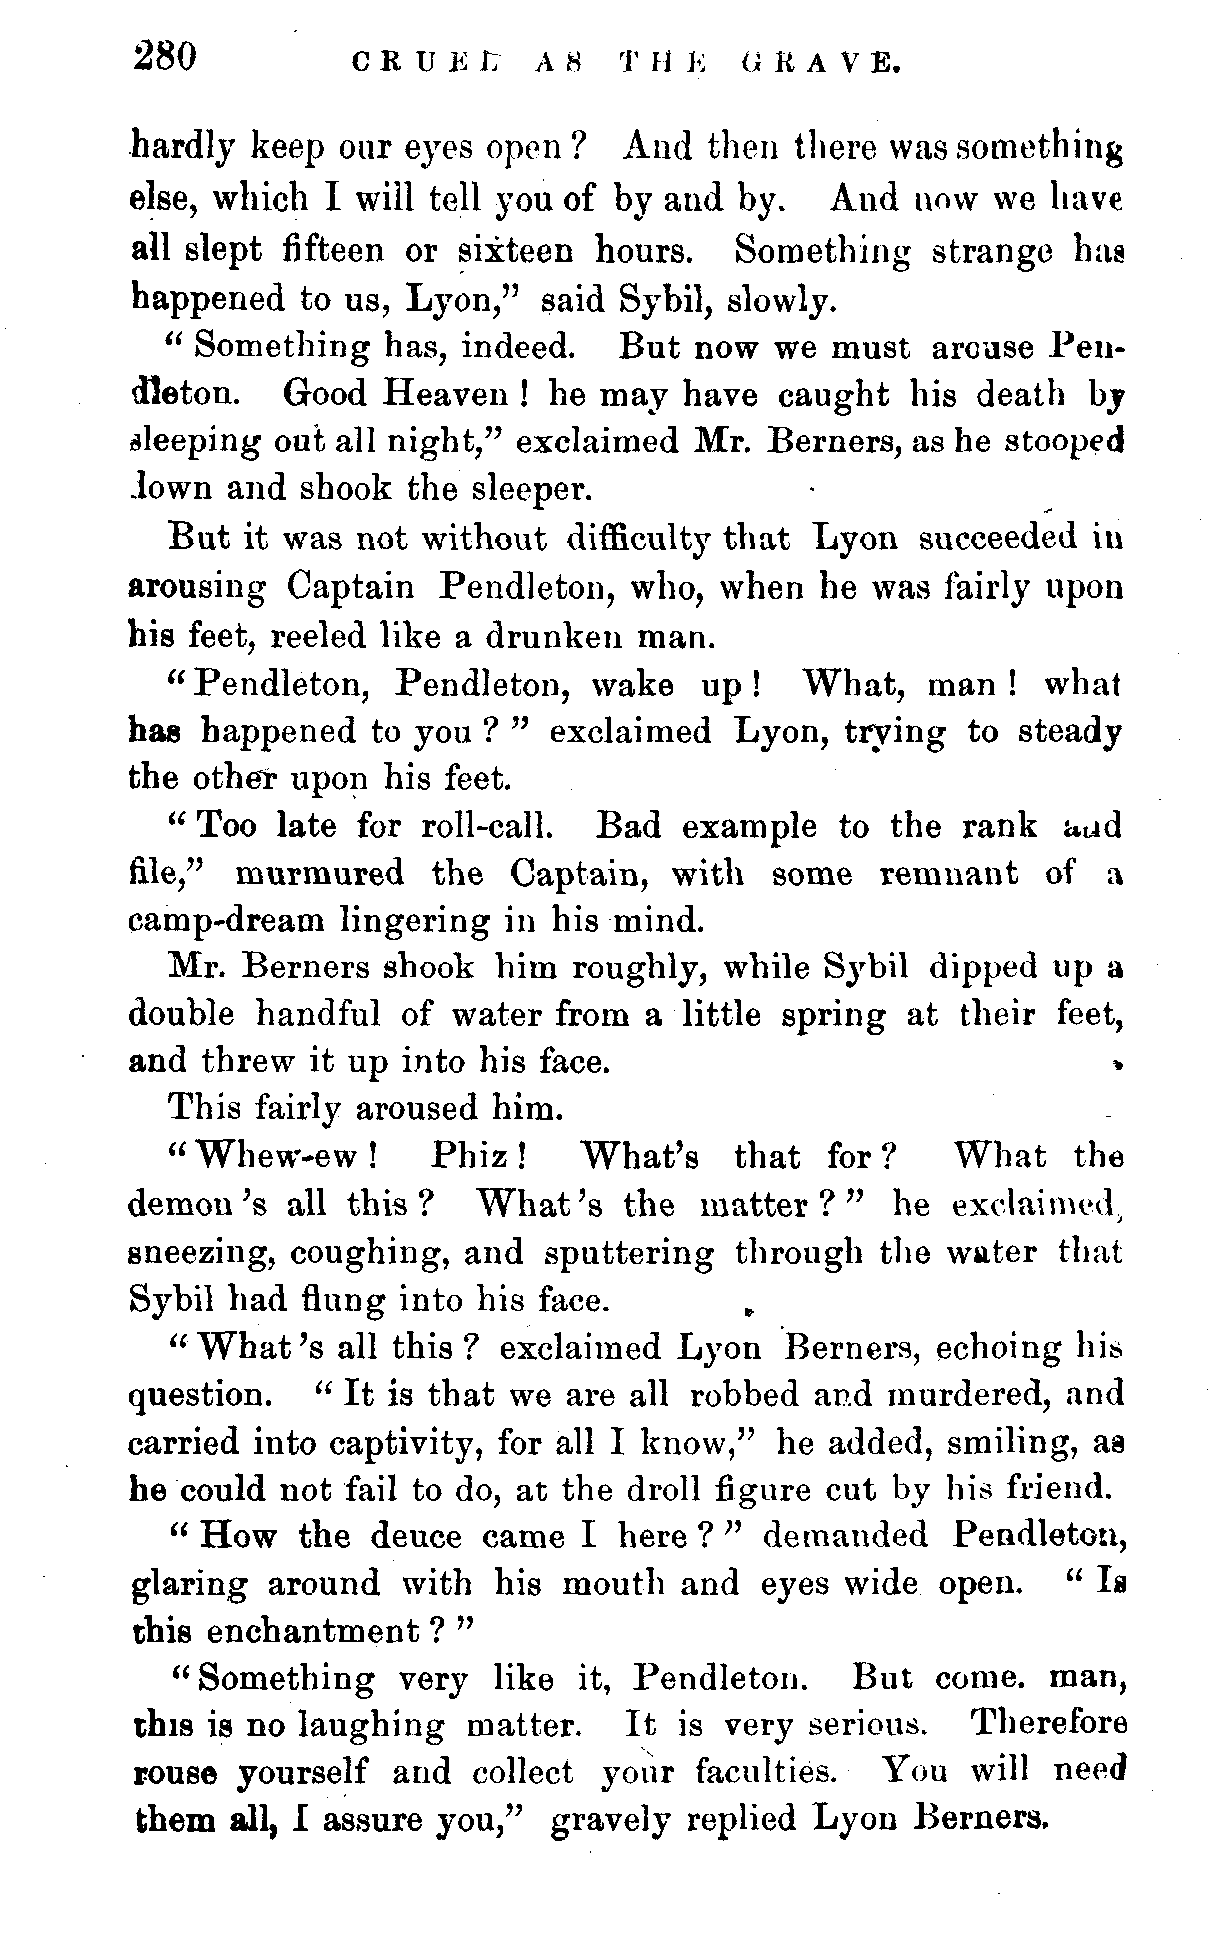 280 CRUEL AS THE GRAVE.
hardly keep our eyes open? And then there was something
else, which I will tell you of by and by. And now we have
all slept fifteen or sixteen hours. Something strange has
happened to us, Lyon,” said Sybil, slowly.
“Something has, indeed. But now we must arouse Pen-
dleton. Good Heaven! he may have caught his death by
sleeping out all night,” exclaimed Mr. Berners, as he stooped
down and shook the sleeper.
But it was not without difficulty that Lyon succeeded in
arousing Captain Pendleton, who, when he was fairly upon
his feet, reeled like a drunken man.
“Pendleton, Pendleton, wake up! What, man! what
has happened to you?” exclaimed Lyon, trying to steady
the other upon his feet.
“Too late for roll-call. Bad example to the rank and
file,” murmured the Captain, with some remnant of a
camp-dream lingering in his mind.
Mr. Berners shook him roughly, while Sybil dipped up a
double handful of water from a little spring at their feet,
and threw it up into his face.
This fairly aroused him.
“Whew-ew! Phiz! What's that for? What the
demon's all this? What's the matter?” he exclaimed,
sneezing, coughing, and sputtering through the water that
Sybil had flung into his face.
“What's all this? exclaimed Lyon Berners, echoing his
question. “It is that we are all robbed and murdered, and
carried into captivity, for all I know,” he added, smiling, as
he could not fail to do, at the droll figure cut by his friend.
“How the deuce came I here?” demanded Pendleton,
glaring around with his mouth and eyes wide open. “Is
this enchantment?”
“Something very like it, Pendleton. But come. man,
this is no laughing matter. It is very serious. Therefore
rouse yourself and collect your faculties. You will need
them all, I assure you,” gravely replied Lyon Berners.